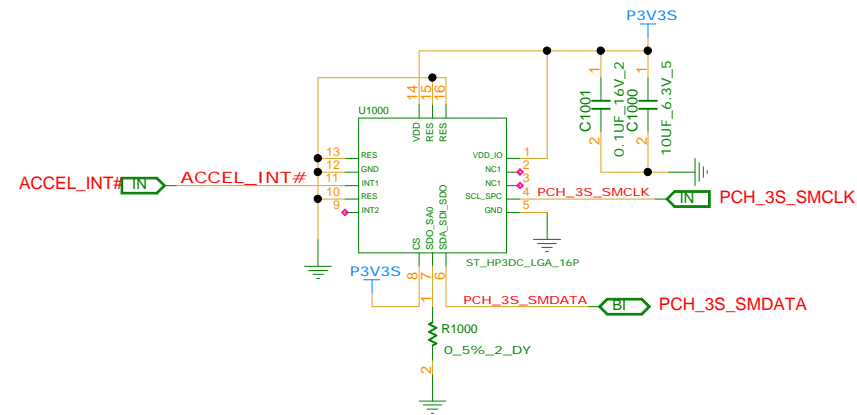 P3V3S
14
15
16
1
1
U1000
VDD
RES
RES
C1001
0.1UF_16V_2
C1000
10UF_6.3V_5
2
2
13
RES
VDD_IO
1
12
GND
NC1
2
ACCEL_INT#
IN
ACCEL_INT#
11
INT1
NC1
3
10
RES
SCL_SPC
4
PCH_3S_SMCLK
IN
PCH_3S_SMCLK
9
INT2
GND
5
CS
SDO_SA0
SDA_SDI_SDO
ST_HP3DC_LGA_16P
P3V3S
8
7
6
1
PCH_3S_SMDATA
BI
PCH_3S_SMDATA
R1000
0_5%_2_DY
2